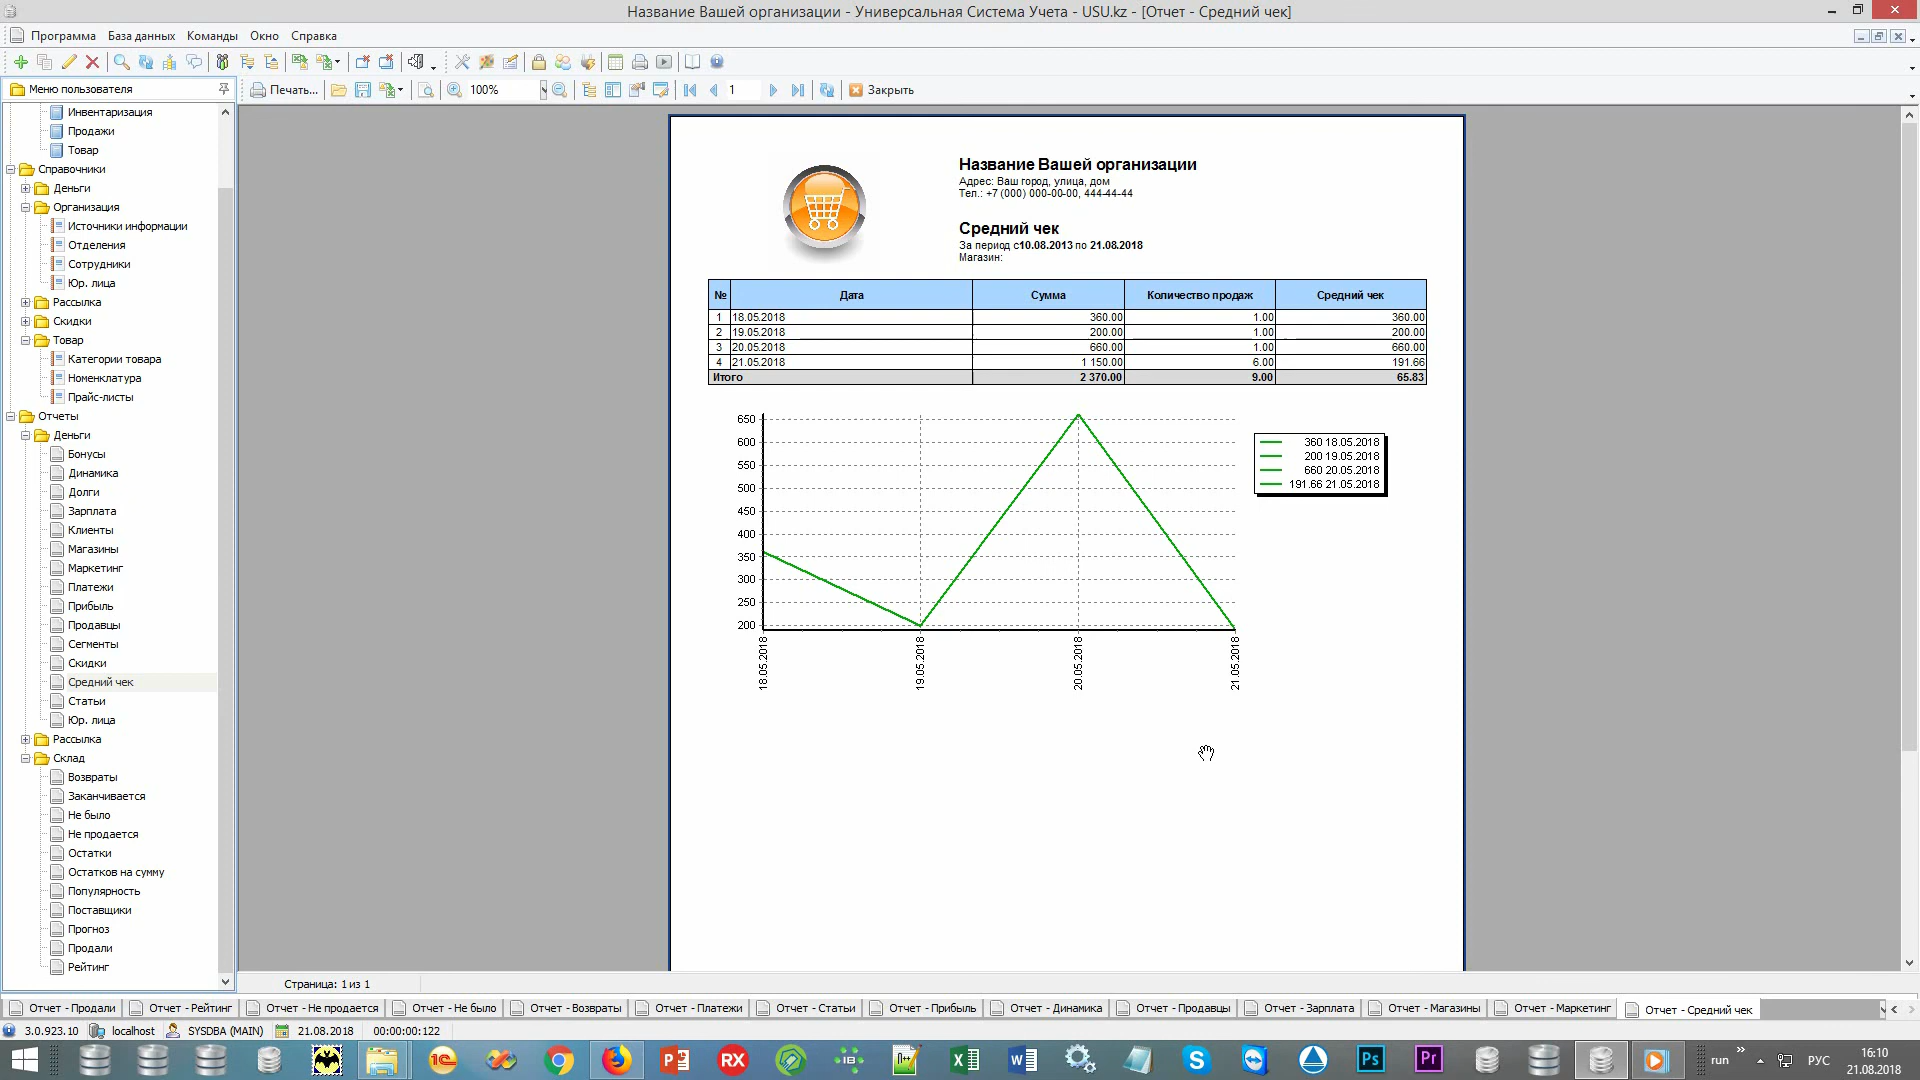 Название Вашей организации - Универсальная Система Учета - USU.kz - [Отчет - Средний чек]
Программа База данных Команды Окно Справка
Меню пользователя
Печать... 100% 1 Закрыть
Инвентаризация
Продажи
Товар
Справочники
Деньги
Организация
Источники информации
Отделения
Сотрудники
Юр. лица
Рассылка
Скидки
Товар
Категории товара
Номенклатура
Прайс-листы
Отчеты
Деньги
Бонусы
Динамика
Долги
Зарплата
Клиенты
Магазины
Маркетинг
Платежи
Прибыль
Продавцы
Сегменты
Скидки
Средний чек
Статьи
Юр. лица
Рассылка
Склад
Возвраты
Заканчивается
Не было
Не продается
Остатки
Остатков на сумму
Популярность
Поставщики
Прогноз
Продали
Рейтинг
Название Вашей организации
Адрес: Ваш город, улица, дом
Тел.: +7 (000) 000-00-00, 444-44-44
Средний чек
За период с10.08.2013 по 21.08.2018
Магазин:
№ Дата Сумма Количество продаж Средний чек
1 18.05.2018 360.00 1.00 360.00
2 19.05.2018 200.00 1.00 200.00
3 20.05.2018 660.00 1.00 660.00
4 21.05.2018 1 150.00 6.00 191.66
Итого 2 370.00 9.00 65.83
650
600
550
500
450
400
350
300
250
200
18.05.2018 19.05.2018 20.05.2018 21.05.2018
360 18.05.2018
200 19.05.2018
660 20.05.2018
191.66 21.05.2018
Страница: 1 из 1
Отчет - Продали Отчет - Рейтинг Отчет - Не продается Отчет - Не было Отчет - Возвраты Отчет - Платежи Отчет - Статьи Отчет - Прибыль Отчет - Динамика Отчет - Продавцы Отчет - Зарплата Отчет - Магазины Отчет - Маркетинг Отчет - Средний чек
3.0.923.10 localhost SYSDBA (MAIN) 21.08.2018 00:00:00:122
1c RX IB n++ Ps Pr run » РУС 16:10
21.08.2018